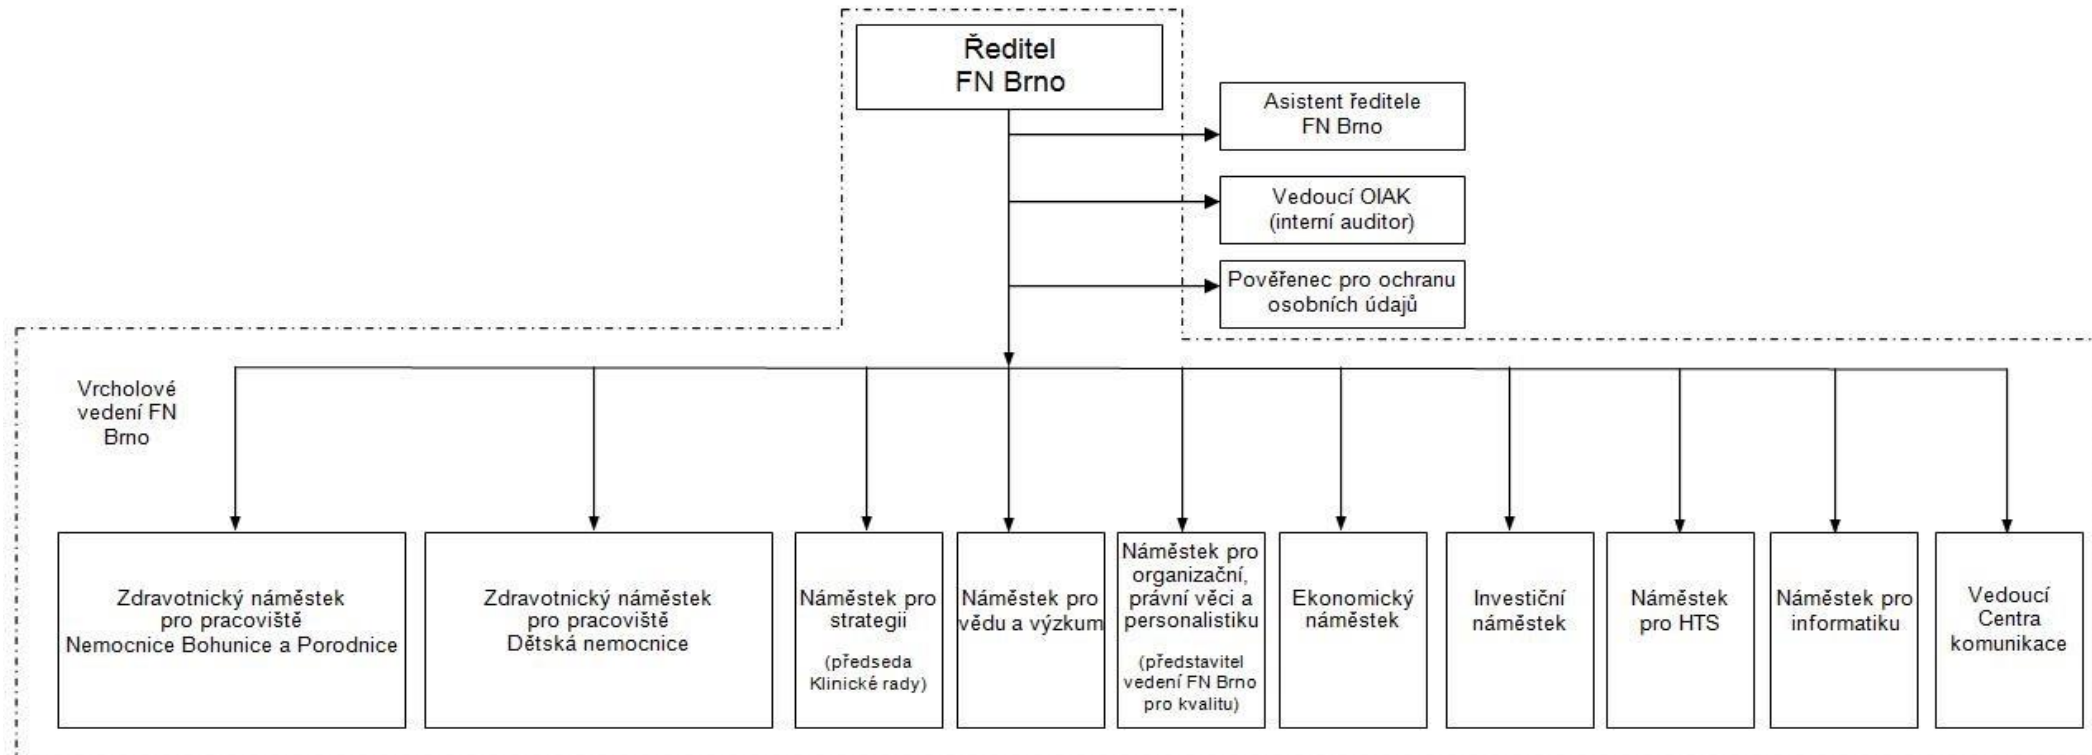 Ředitel
FN Brno
Asistent ředitele
FN Brno
Vedoucí OIAK
(interní auditor)
Pověřenec pro ochranu
osobních údajů
Vrcholové
vedení FN
Brno
Zdravotnický náměstek
pro pracoviště
Nemocnice Bohunice a Porodnice
Zdravotnický náměstek
pro pracoviště
Dětská nemocnice
Náměstek pro
strategii
(předseda
Klinické rady)
Náměstek pro
vědu a výzkum
Náměstek pro
organizační,
právní věci a
personalistiku
(představitel
vedení FN Brno
pro kvalitu)
Ekonomický
náměstek
Investiční
náměstek
Náměstek
pro HTS
Náměstek pro
informatiku
Vedoucí
Centra
komunikace